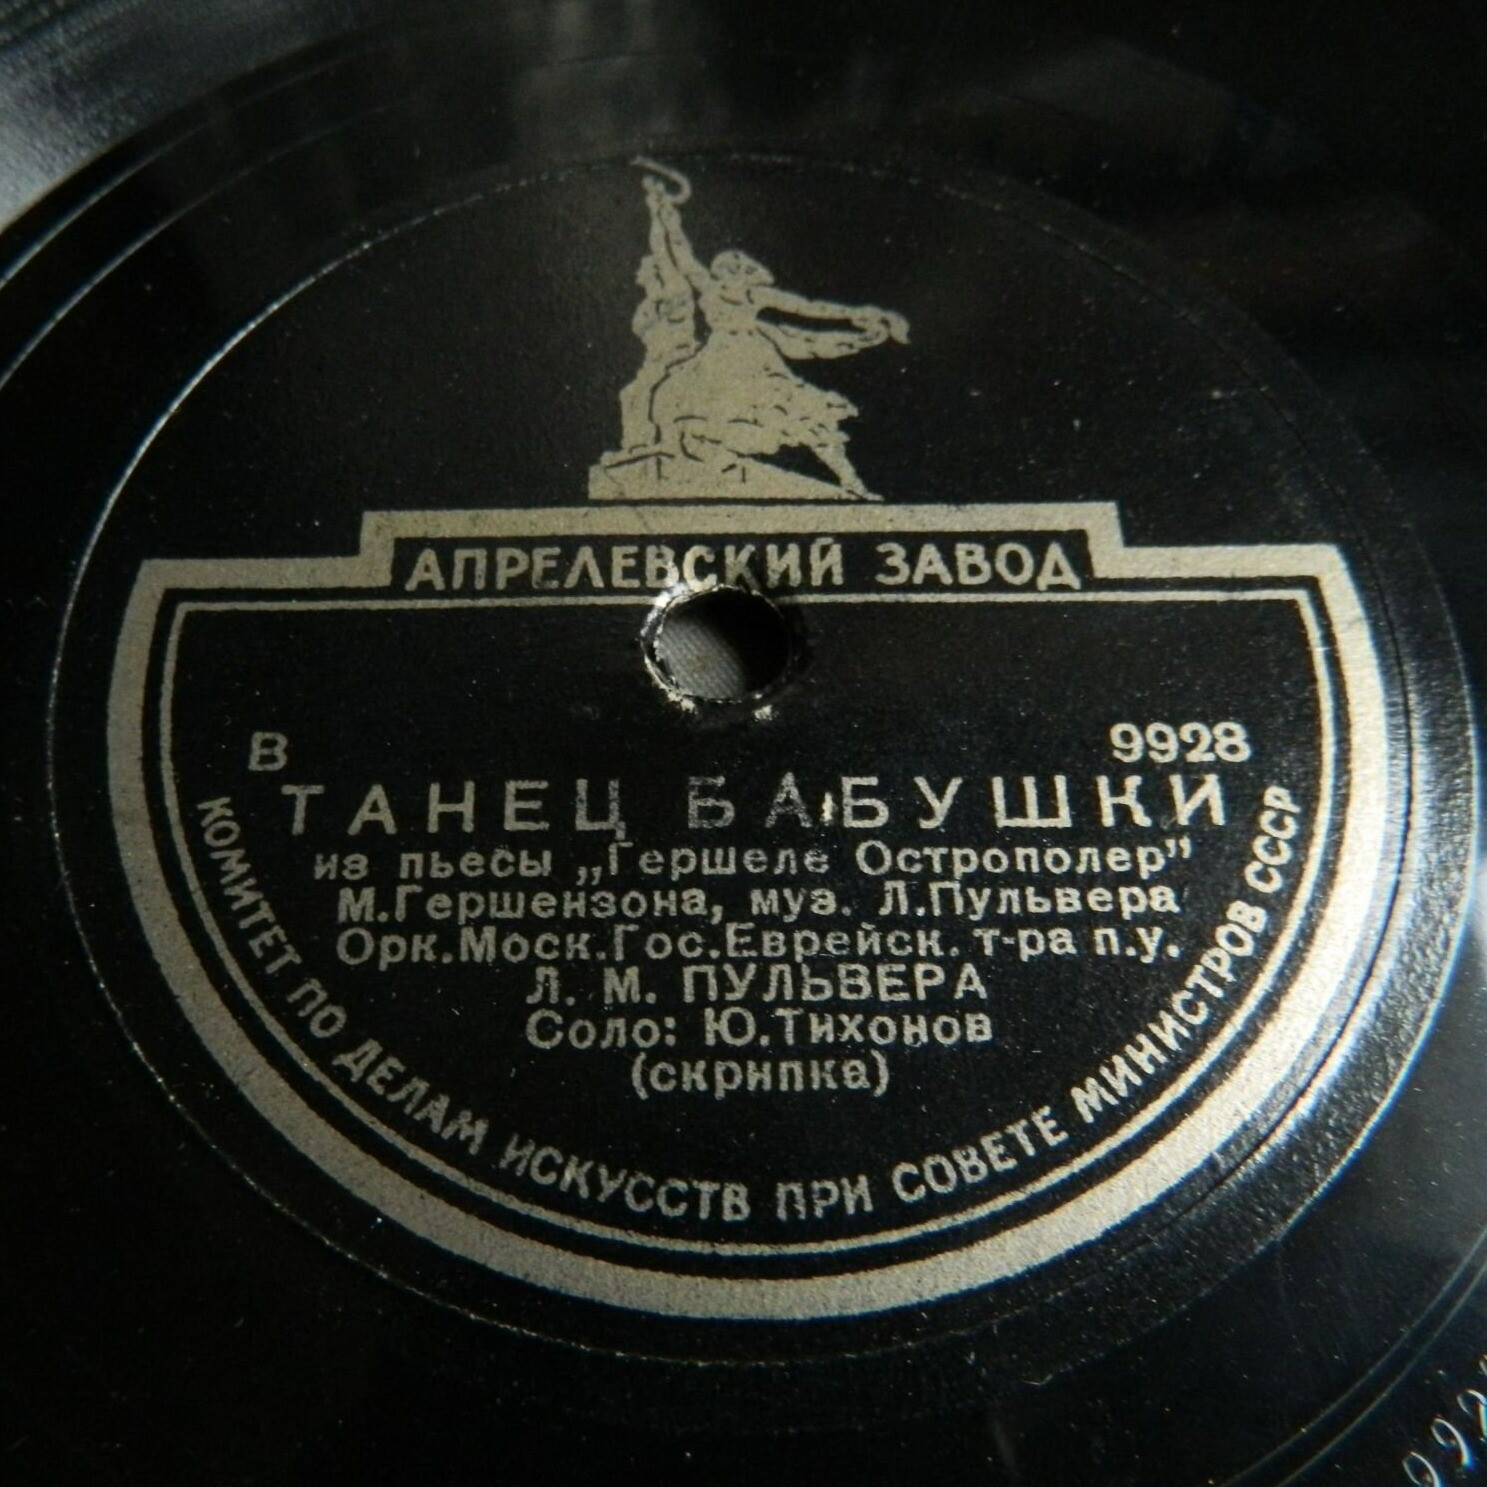 АПРЕЛЕВСКИЙ ЗАВОД
В 9928
ТАНЕЦ БАБУШКИ
из пьесы „Гершеле Острополер"
М.Гершензона, муз. Л.Пульвера
Орк.Моск.Гос.Еврейск. т-ра п.у.
Л. М. ПУЛЬВЕРА
Соло: Ю.Тихонов
(скрипка)
КОМИТЕТ ПО ДЕЛАМ ИСКУССТВ ПРИ СОВЕТЕ МИНИСТРОВ СССР